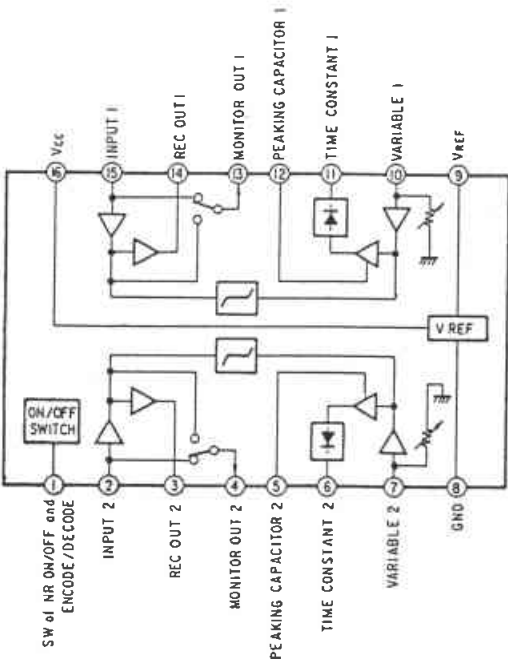 VCC
INPUT 1
REC OUT 1
MONITOR OUT 1
PEAKING CAPACITOR 1
TIME CONSTANT 1
VARIABLE 1
VREF
16
15
14
13
12
11
10
9
V REF
ON/OFF
SWITCH
1
2
3
4
5
6
7
8
SW of NR ON/OFF and
ENCODE/DECODE
INPUT 2
REC OUT 2
MONITOR OUT 2
PEAKING CAPACITOR 2
TIME CONSTANT 2
VARIABLE 2
GND